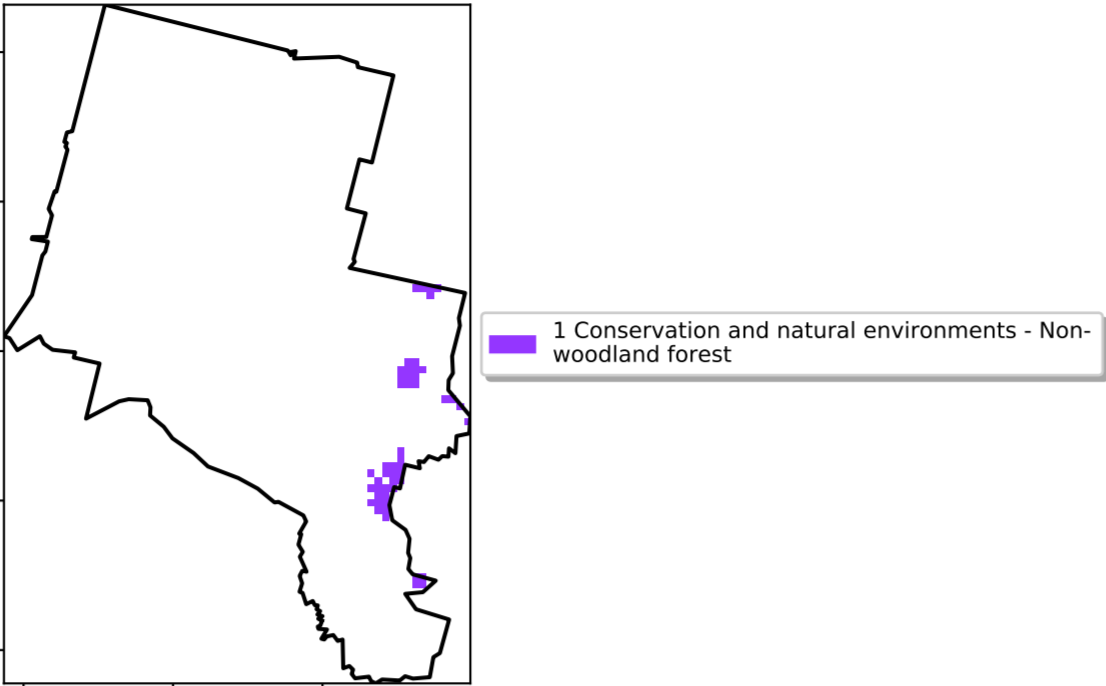 1 Conservation and natural environments - Non-
woodland forest